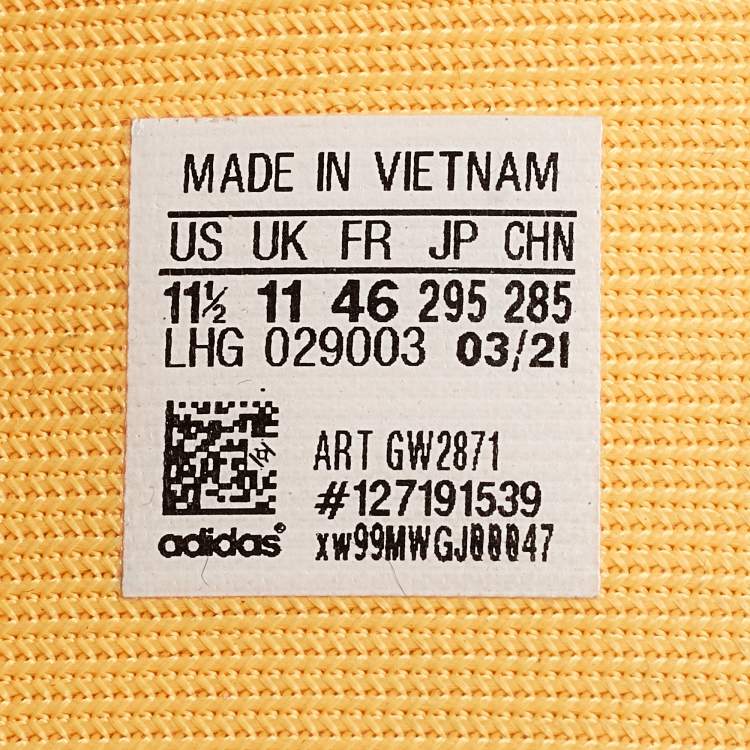 MADE IN VIETNAM
US UK FR JP CHN
11½ 11 46 295 285
LHG 029003 03/21
ART GW2871
#127191539
adidas® xw99MWGJ00047